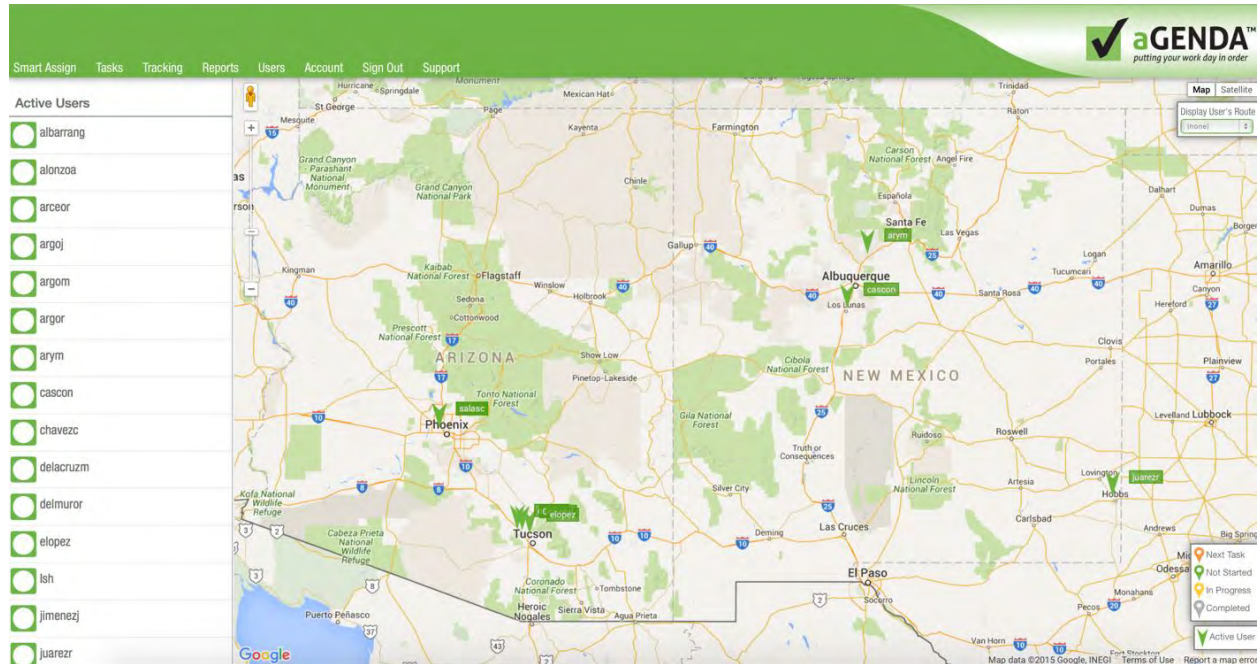 aGENDA™
putting your work day in order
Smart Assign Tasks Tracking Reports Users Account Sign Out Support
Active Users
albarrang
alonzoa
arceor
argoj
argom
argor
arym
cascon
chavezc
delacruzm
delmuror
elopez
lsh
jimenezj
juarezr
Map Satellite
Display User's Route
(none)
Monument
Hurricane
Springdale
St George
Mesquite
Mexican Hat
Page
Kayenta
Farmington
Trinidad
Raton
Carson
National Forest
Angel Fire
Grand Canyon
- Parashant
National
Monument
Grand Canyon
National Park
Chinle
Española
Santa Fe
Las Vegas
Dalhart
Dumas
Borger
arym
Gallup
Kingman
Kaibab
National Forest
Flagstaff
Winslow
Holbrook
Sedona
Cottonwood
Albuquerque
cascon
Los Lunas
Santa Rosa
Tucumcari
Logan
Amarillo
Canyon
Hereford
Prescott
National Forest
ARIZONA
Show Low
Pinetop-Lakeside
Cibola
National Forest
NEW MEXICO
Clovis
Portales
Plainview
Tonto National
Forest
salasc
Phoenix
Gila National
Forest
Truth or
Consequences
Ruidoso
Roswell
Levelland
Lubbock
Kofa National
Wildlife
Refuge
Silver City
Lincoln
National Forest
Artesia
Lovington
juarezr
Hobbs
Cabeza Prieta
National
Wildlife
Refuge
elopez
Tucson
Deming
Las Cruces
Carlsbad
Andrews
Big Spring
Coronado
National Forest
Tombstone
El Paso
Socorro
Odessa
Monahans
Pecos
Puerto Peñasco
Heroic
Nogales
Sierra Vista
Agua Prieta
Van Horn
Fort Stockton
Next Task
Not Started
In Progress
Completed
Active User
Google
Map data ©2015 Google, INEGI Terms of Use Report a map error